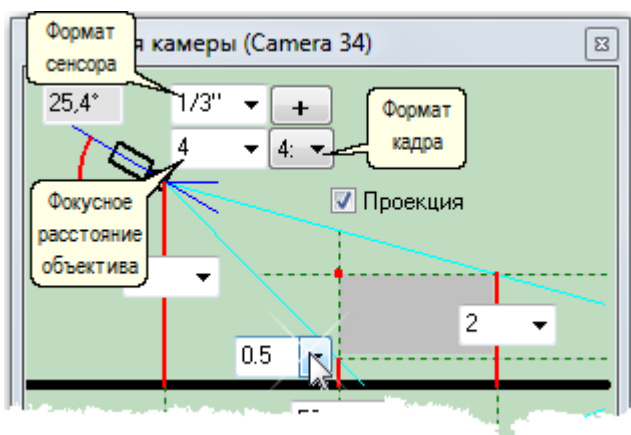 Формат
сенсора
я камеры (Camera 34)
25,4°
1/3"
+
Формат
кадра
4
4:
Проекция
Фокусное
расстояние
объектива
2
0.5